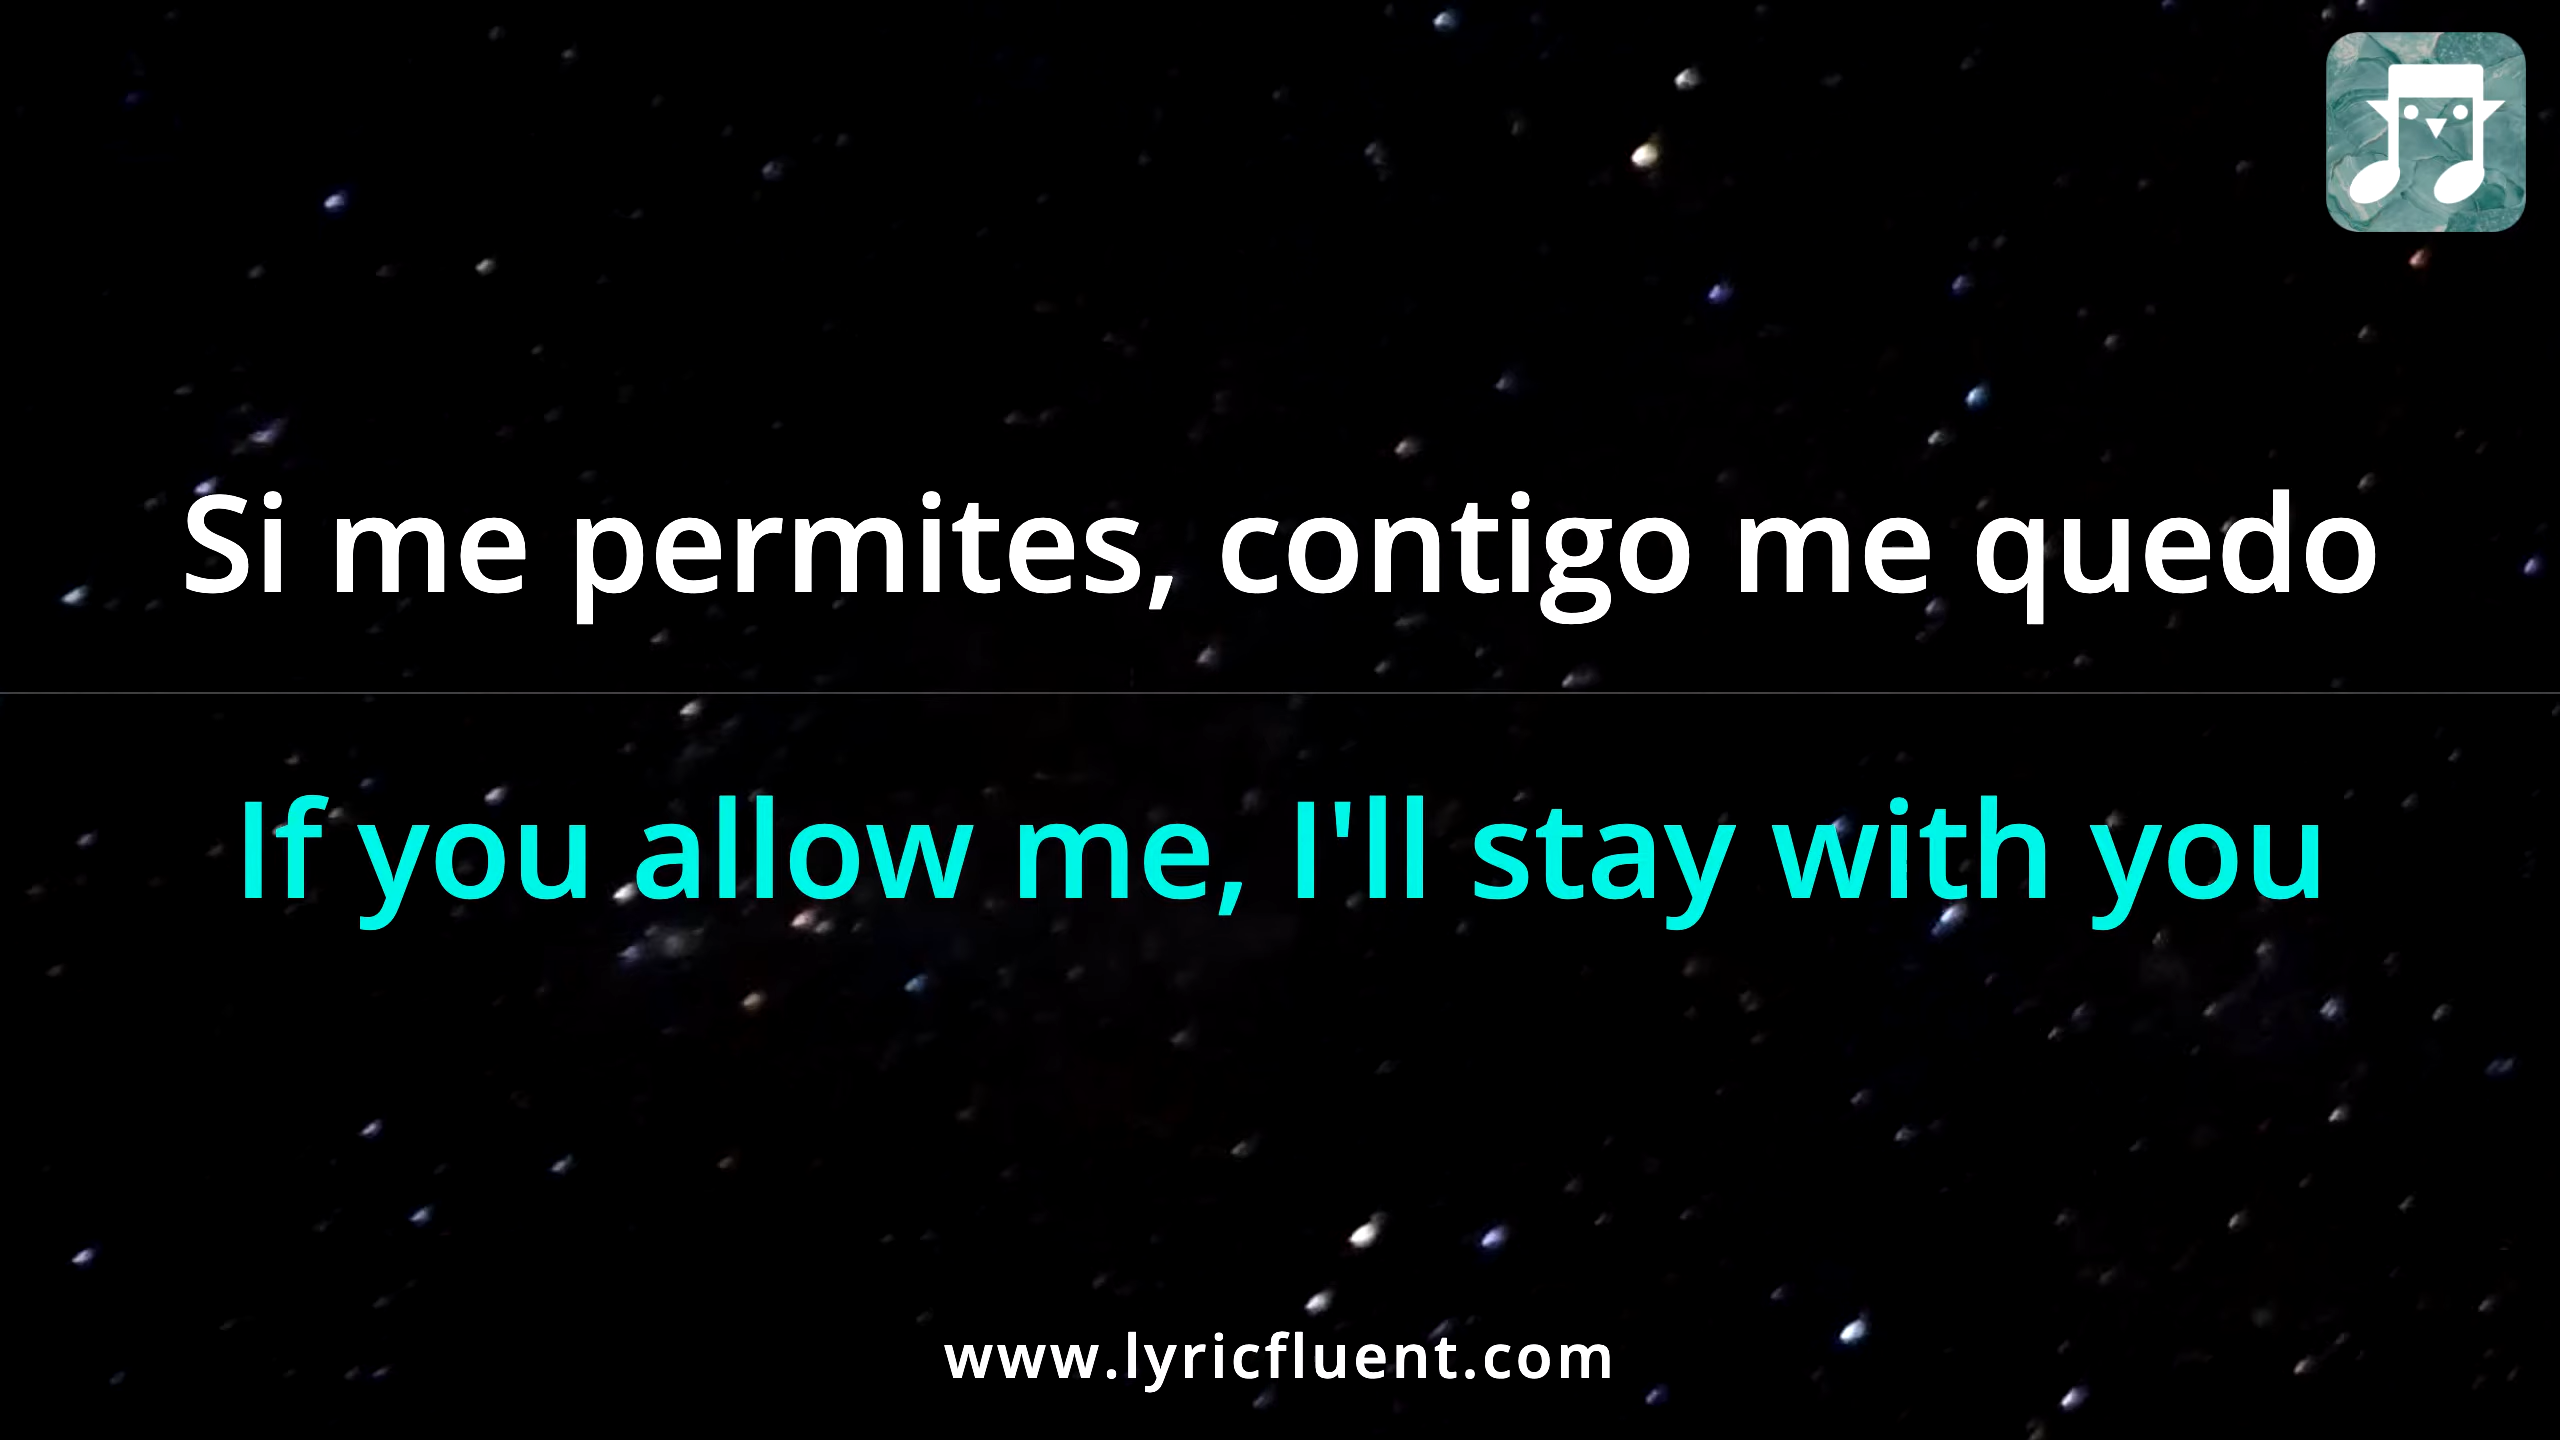 Si me permites, contigo me quedo
If you allow me, I'll stay with you
www.lyricfluent.com